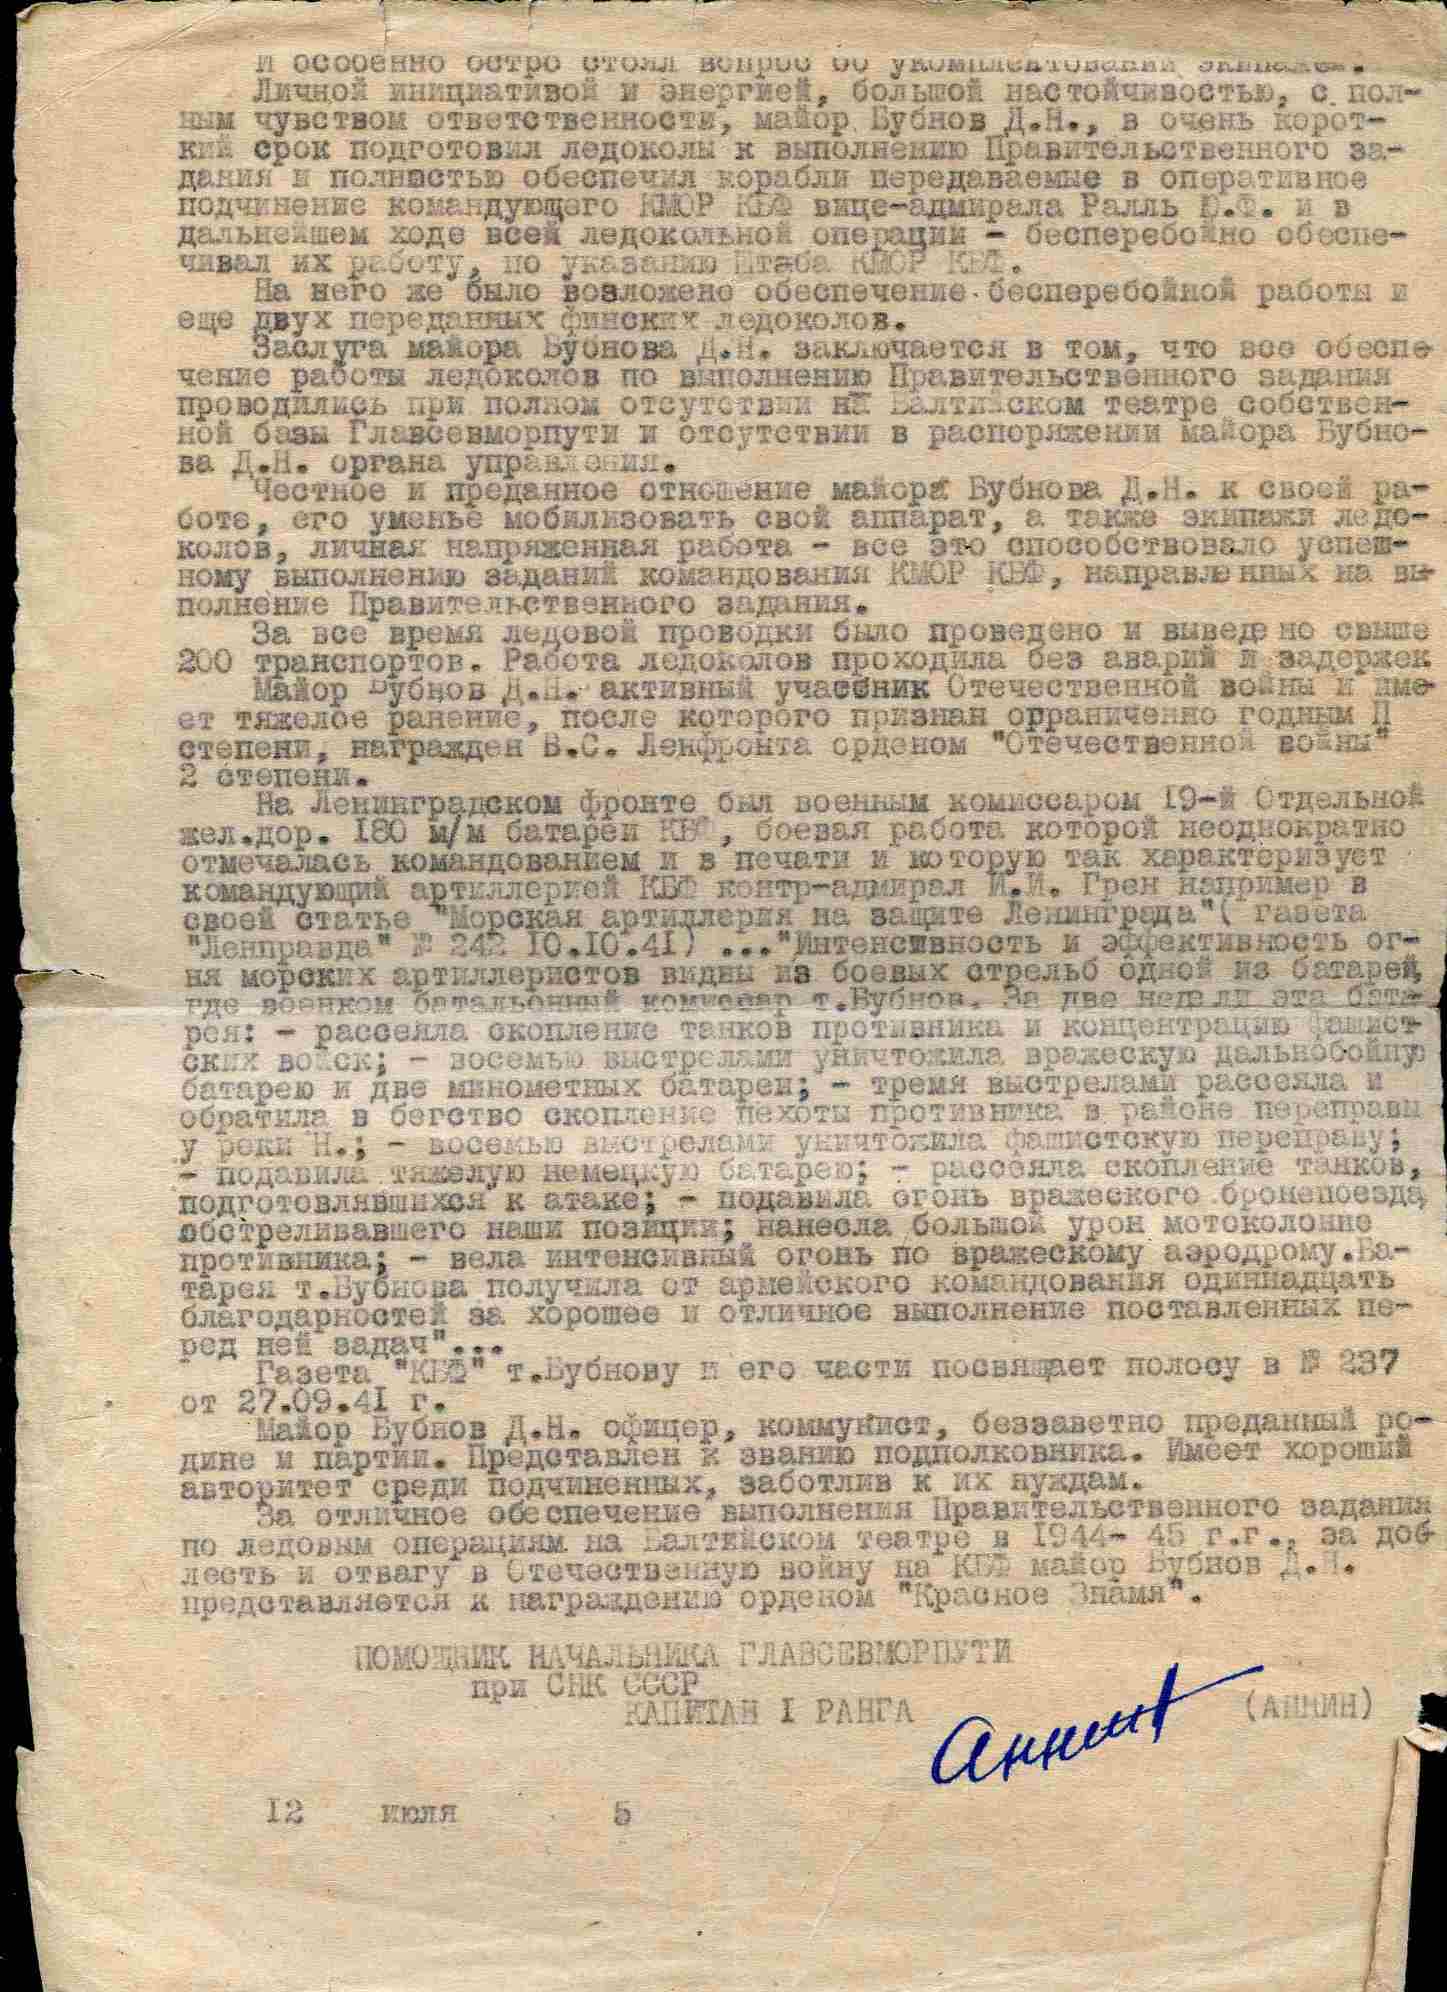 И особенно остро стоял вопрос об укомплектовании экипажем.
Личной инициативой и энергией, большой настойчивостью, с пол-
ным чувством ответственности, майор Бубнов Д.Н., в очень корот-
кий срок подготовил ледоколы к выполнению Правительственного за-
дания и полностью обеспечил корабли передаваемые в оперативное
подчинение командующего КМОР КБФ вице-адмирала Ралль Ю.Ф. и в
дальнейшем ходе всей ледокольной операции - бесперебойно обеспе-
чивал их работу, по указанию Штаба КМОР КБФ.
На него же было возложено обеспечение бесперебойной работы и
еще двух переданных финских ледоколов.
Заслуга майора Бубнова Д.Н. заключается в том, что все обеспе
чение работы ледоколов по выполнению Правительственного задания
проводились при полном отсутствии на Балтийском театре собствен-
ной базы Главсевморпути и отсутствии в распоряжении майора Бубно-
ва Д.Н. органа управления.
Честное и преданное отношение майора Бубнова Д.Н. к своей ра-
боте, его уменье мобилизовать свой аппарат, а также экипажи ледо-
колов, личная напряженная работа - все это способствовало успеш-
ному выполнению заданий командования КМОР КБФ, направленных на вы-
полнение Правительственного задания.
За все время ледовой проводки было проведено и выведено свыше
200 транспортов. Работа ледоколов проходила без аварий и задержек
Майор Бубнов Д.Н. активный участник Отечественной войны и име-
ет тяжелое ранение, после которого признан ограниченно годным II
степени, награжден В.С. Ленфронта орденом "Отечественной войны"
2 степени.
На Ленинградском фронте был военным комиссаром 19-й Отдельной
жел.дор. 180 м/м батареи КБФ, боевая работа которой неоднократно
отмечалась командованием и в печати и которую так характеризует
командующий артиллерией КБФ контр-адмирал И.И. Грен например в
своей статье "Морская артиллерия на защите Ленинграда"( газета
"Ленправда" № 242 10.10.41) ..."Интенсивность и эффективность ог-
ня морских артиллеристов видны из боевых стрельб одной из батарей,
где военком батальонный комиссар т.Бубнов. За две недели эта бата-
рея: - рассеяла скопление танков противника и концентрацию фашист-
ских войск; - восемью выстрелами уничтожила вражескую дальнобойную
батарею и две минометных батареи; - тремя выстрелами рассеяла и
обратила в бегство скопление пехоты противника в районе переправы
у реки Н.; - восемью выстрелами уничтожила фашистскую переправу;
- подавила тяжелую немецкую батарею; - рассеяла скопление танков,
подготовлявшихся к атаке; - подавила огонь вражеского бронепоезда,
обстреливавшего наши позиции; нанесла большой урон мотоколонне
противника; - вела интенсивный огонь по вражескому аэродрому.Ба-
тарея т.Бубнова получила от армейского командования одиннадцать
благодарностей за хорошее и отличное выполнение поставленных пе-
ред ней задач"...
Газета "КБФ" т.Бубнову и его части посвящает полосу в № 237
от 27.09.41 г.
Майор Бубнов Д.Н. офицер, коммунист, беззаветно преданный ро-
дине и партии. Представлен к званию подполковника. Имеет хороший
авторитет среди подчиненных, заботлив к их нуждам.
За отличное обеспечение выполнения Правительственного задания
по ледовым операциям на Балтийском театре в 1944- 45 г.г., за доб-
лесть и отвагу в Отечественную войну на КБФ майор Бубнов Д.Н.
представляется к награждению орденом "Красное Знамя".
ПОМОЩНИК НАЧАЛЬНИКА ГЛАВСЕВМОРПУТИ
при СНК СССР
КАПИТАН I РАНГА (АННИН)
Аннин
12 июля 5